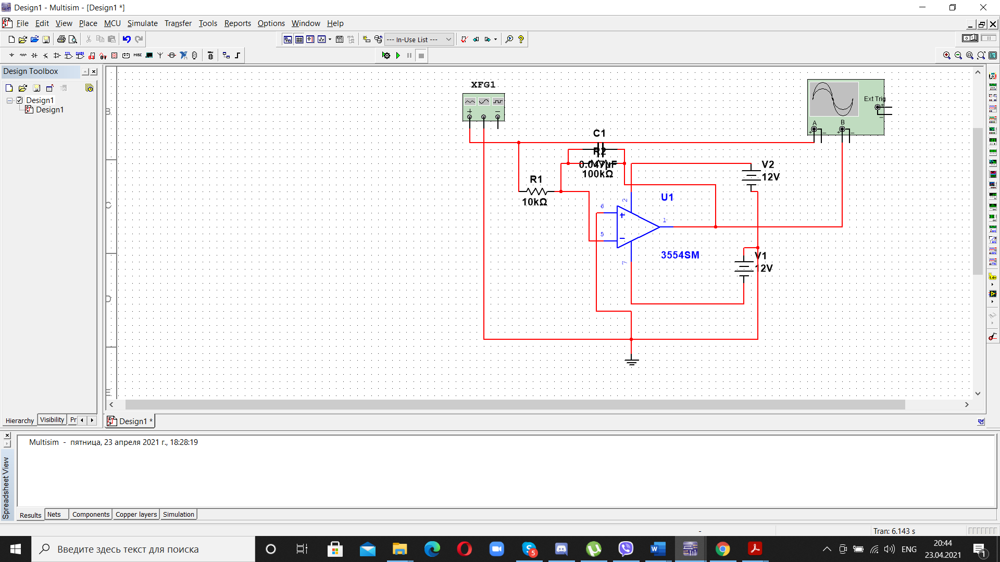 Design1 - Multisim - [Design1 *]
File Edit View Place MCU Simulate Transfer Tools Reports Options Window Help
--- In-Use List ---
Design Toolbox
Design1
Design1
XFG1
Ext Trig
A
B
B
C1
R2
0.047µF
100kΩ
V2
12V
R1
10kΩ
U1
C
2
6
1
5
3554SM
7
V1
12V
D
E
Hierarchy Visibility Pr
Design1 *
Multisim - пятница, 23 апреля 2021 г., 18:28:19
Spreadsheet View
Results Nets Components Copper layers Simulation
- Tran: 6.143 s
Введите здесь текст для поиска
5
ENG
20:44
23.04.2021
1